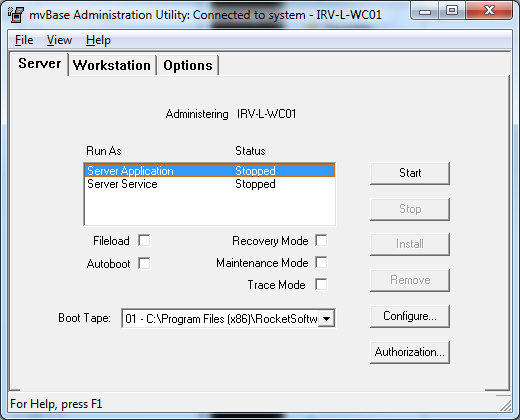 mvBase Administration Utility: Connected to system - IRV-L-WC01
File View Help
Server Workstation Options
Administering IRV-L-WC01
Run As Status
Server Application Stopped
Server Service Stopped
Start
Stop
Fileload Recovery Mode Install
Autoboot Maintenance Mode
Trace Mode Remove
Boot Tape: 01 - C:\Program Files (x86)\RocketSoftw Configure...
Authorization...
For Help, press F1